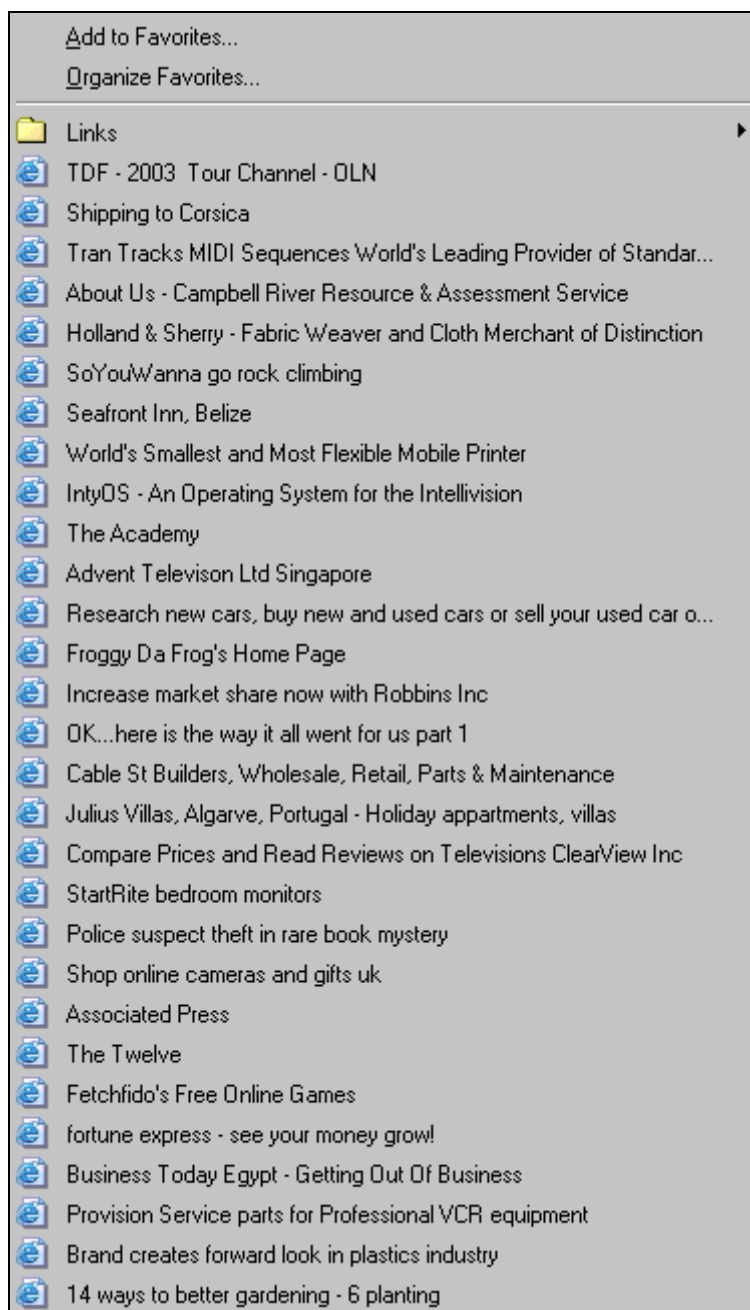 Add to Favorites...
Organize Favorites...
Links
TDF - 2003  Tour Channel - OLN
Shipping to Corsica
Tran Tracks MIDI Sequences World's Leading Provider of Standar...
About Us - Campbell River Resource & Assessment Service
Holland & Sherry - Fabric Weaver and Cloth Merchant of Distinction
SoYouWanna go rock climbing
Seafront Inn, Belize
World's Smallest and Most Flexible Mobile Printer
IntyOS - An Operating System for the Intellivision
The Academy
Advent Televison Ltd Singapore
Research new cars, buy new and used cars or sell your used car o...
Froggy Da Frog's Home Page
Increase market share now with Robbins Inc
OK...here is the way it all went for us part 1
Cable St Builders, Wholesale, Retail, Parts & Maintenance
Julius Villas, Algarve, Portugal - Holiday appartments, villas
Compare Prices and Read Reviews on Televisions ClearView Inc
StartRite bedroom monitors
Police suspect theft in rare book mystery
Shop online cameras and gifts uk
Associated Press
The Twelve
Fetchfido's Free Online Games
fortune express - see your money grow!
Business Today Egypt - Getting Out Of Business
Provision Service parts for Professional VCR equipment
Brand creates forward look in plastics industry
14 ways to better gardening - 6 planting